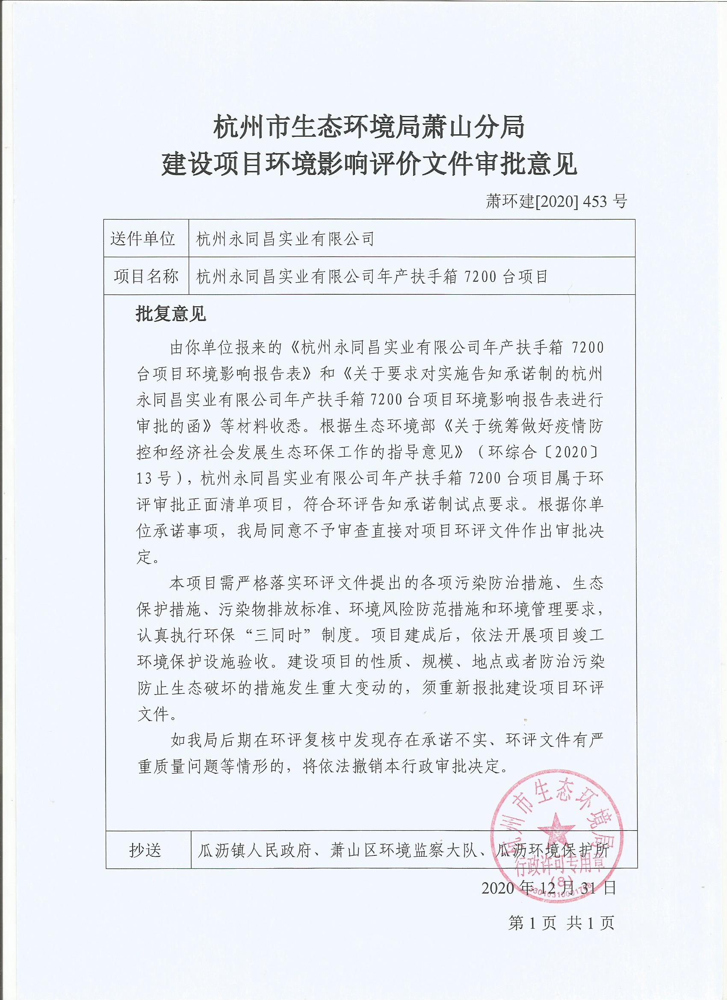 杭州市生态环境局萧山分局
建设项目环境影响评价文件审批意见
萧环建[2020] 453 号
送件单位 杭州永同昌实业有限公司
项目名称 杭州永同昌实业有限公司年产扶手箱 7200 台项目
批复意见
由你单位报来的《杭州永同昌实业有限公司年产扶手箱 7200
台项目环境影响报告表》和《关于要求对实施告知承诺制的杭州
永同昌实业有限公司年产扶手箱 7200 台项目环境影响报告表进行
审批的函》等材料收悉。根据生态环境部《关于统筹做好疫情防
控和经济社会发展生态环保工作的指导意见》（环综合〔2020〕
13 号），杭州永同昌实业有限公司年产扶手箱 7200 台项目属于环
评审批正面清单项目，符合环评告知承诺制试点要求。根据你单
位承诺事项，我局同意不予审查直接对项目环评文件作出审批决
定。
本项目需严格落实环评文件提出的各项污染防治措施、生态
保护措施、污染物排放标准、环境风险防范措施和环境管理要求，
认真执行环保“三同时”制度。项目建成后，依法开展项目竣工
环境保护设施验收。建设项目的性质、规模、地点或者防治污染
防止生态破坏的措施发生重大变动的，须重新报批建设项目环评
文件。
如我局后期在环评复核中发现存在承诺不实、环评文件有严
重质量问题等情形的，将依法撤销本行政审批决定。
杭州市生态环境局
抄送 瓜沥镇人民政府、萧山区环境监察大队、瓜沥环境保护所
行政许可专用章
(8)
2020 年 12 月 31 日
第 1 页 共 1 页